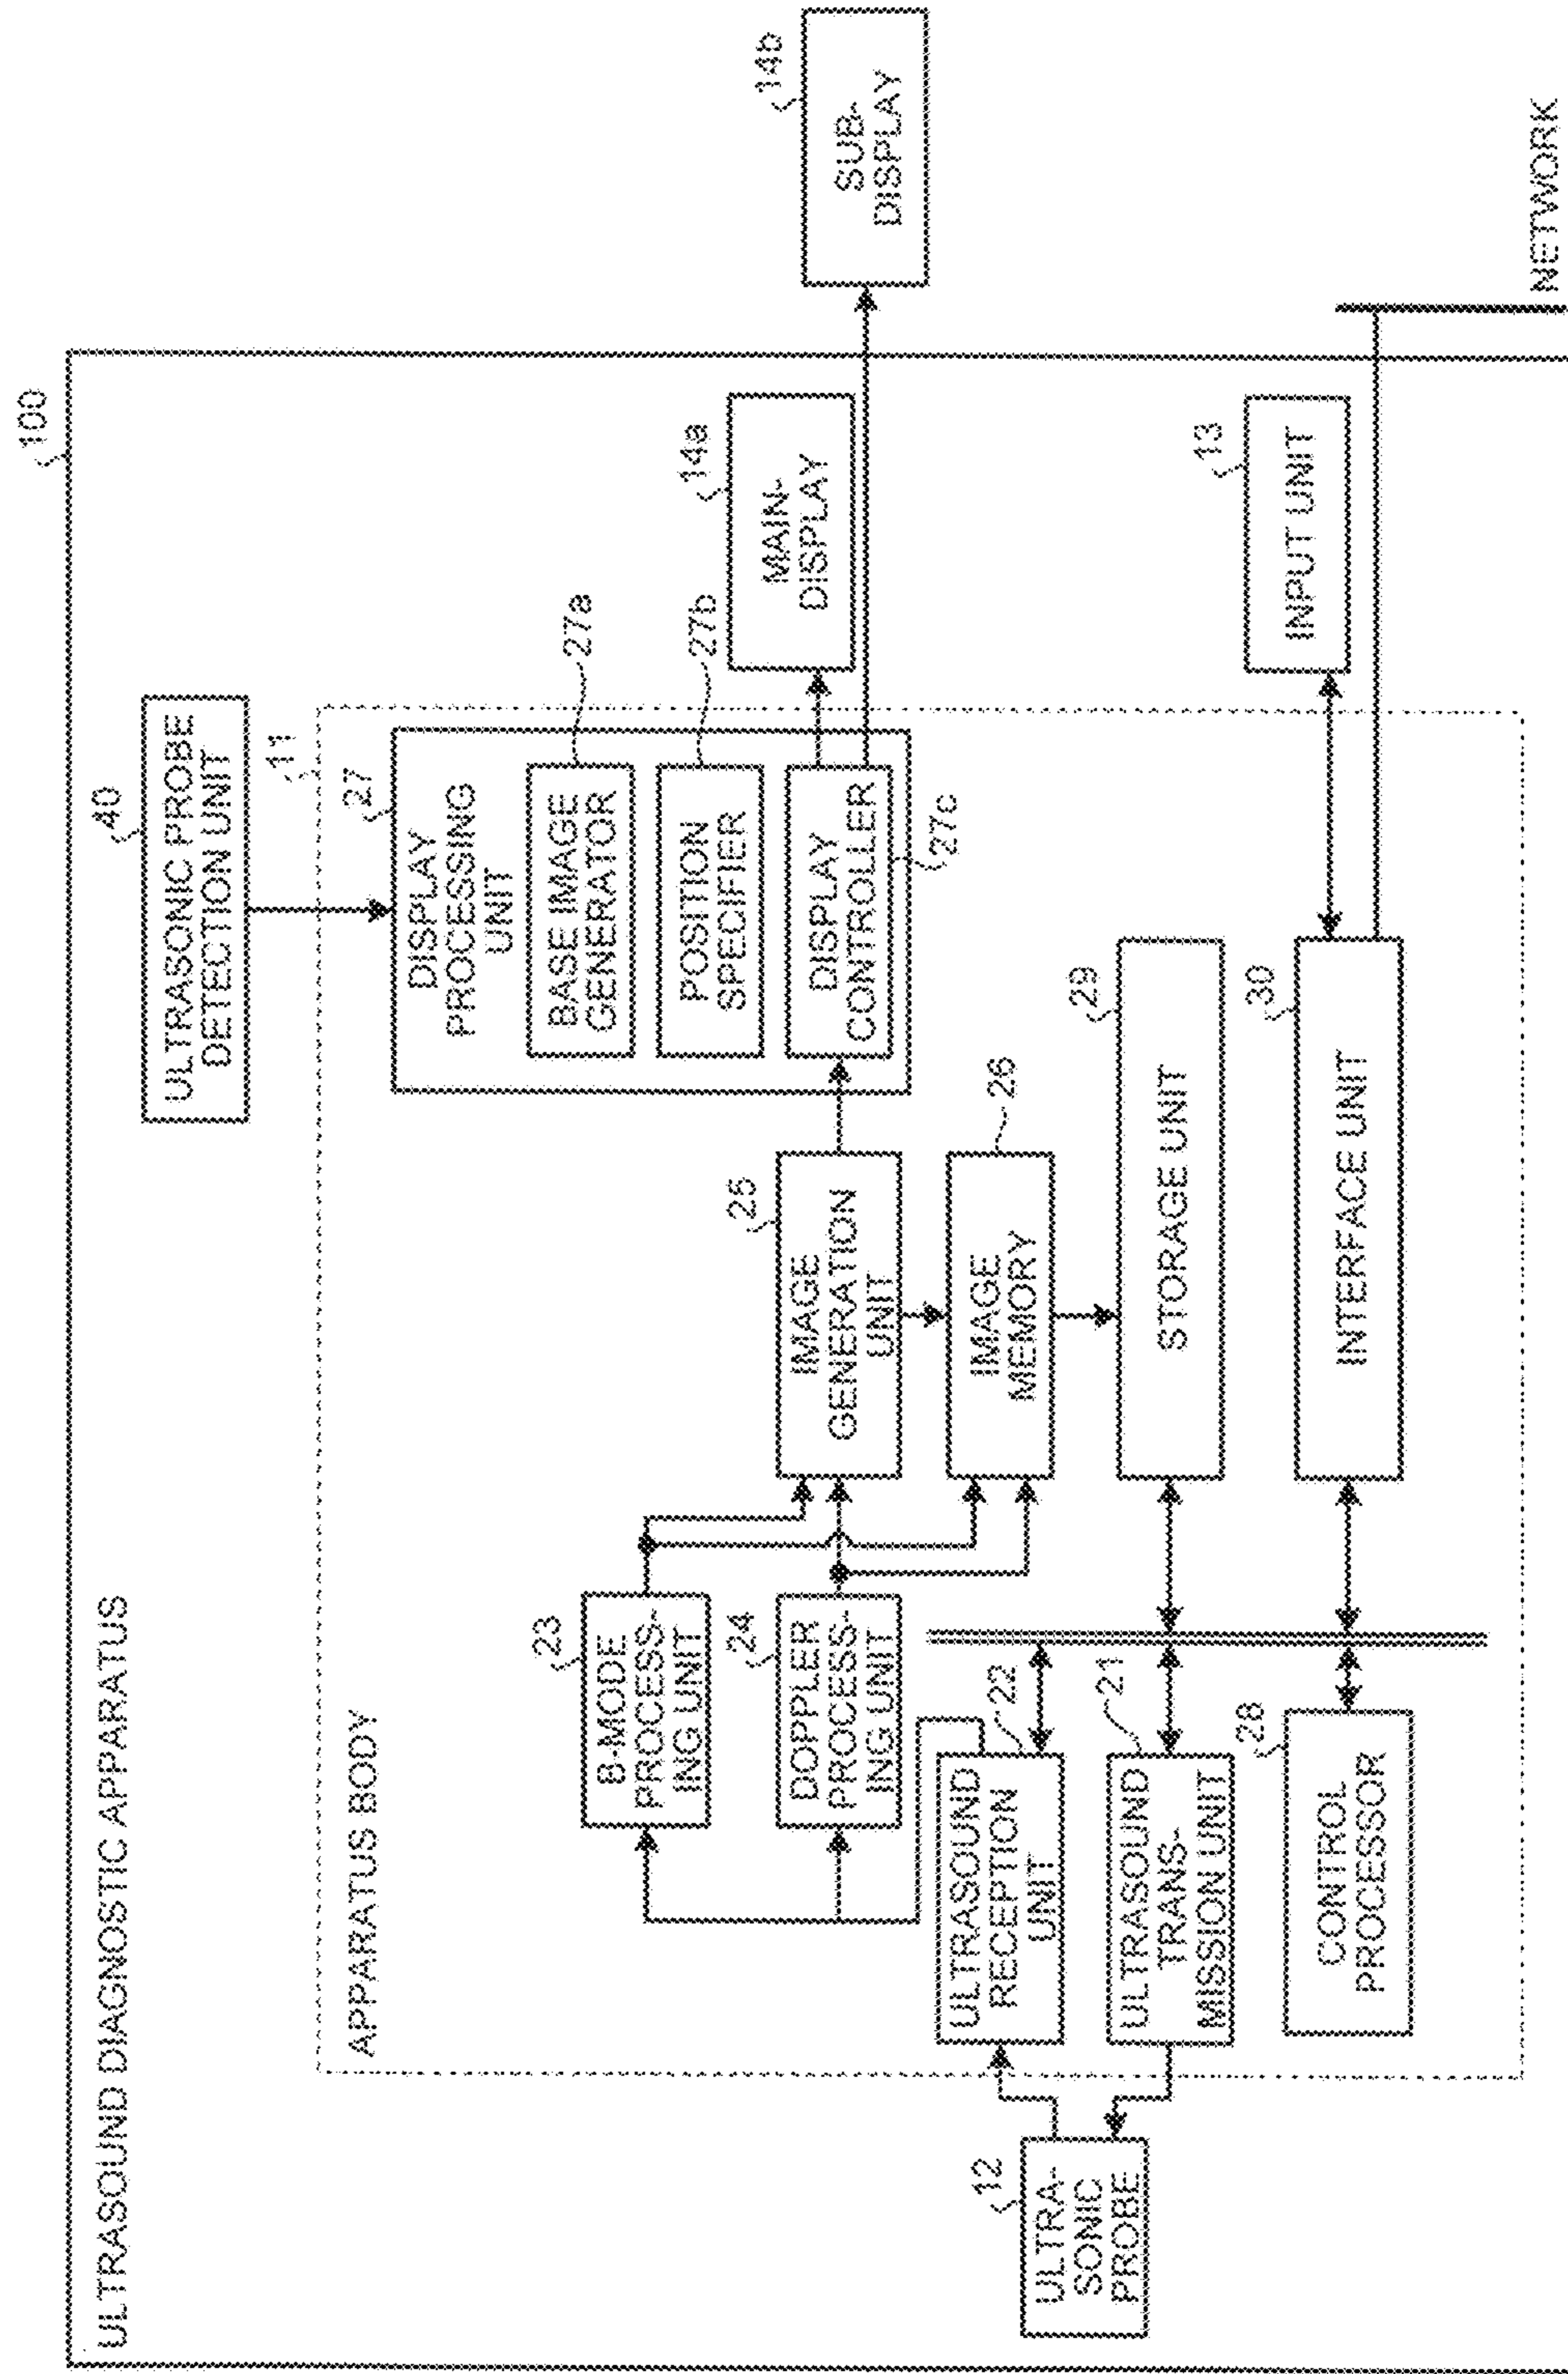 100
ULTRASOUND DIAGNOSTIC APPARATUS
40
ULTRASONIC PROBE
DETECTION UNIT
11
APPARATUS BODY
27
DISPLAY
PROCESSING
UNIT
23
B-MODE
PROCESS-
ING UNIT
BASE IMAGE
GENERATOR
27a
POSITION
SPECIFIER
27b
24
DOPPLER
PROCESS-
ING UNIT
25
IMAGE
GENERATION
UNIT
DISPLAY
CONTROLLER
27c
14a
MAIN-
DISPLAY
14b
SUB-
DISPLAY
12
ULTRA-
SONIC
PROBE
22
ULTRASOUND
RECEPTION
UNIT
26
IMAGE
MEMORY
21
ULTRASOUND
TRANS-
MISSION UNIT
29
STORAGE UNIT
28
CONTROL
PROCESSOR
30
INTERFACE UNIT
13
INPUT UNIT
NETWORK